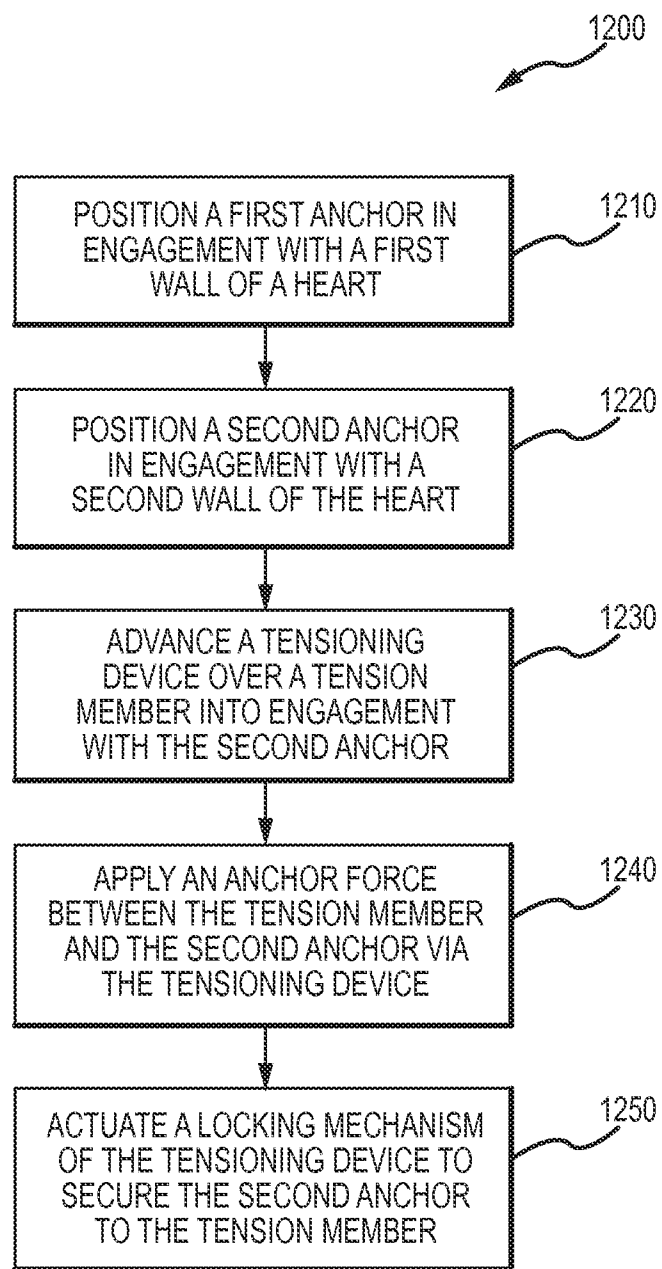 1200
POSITION A FIRST ANCHOR IN
ENGAGEMENT WITH A FIRST
WALL OF A HEART
1210
POSITION A SECOND ANCHOR
IN ENGAGEMENT WITH A
SECOND WALL OF THE HEART
1220
ADVANCE A TENSIONING
DEVICE OVER A TENSION
MEMBER INTO ENGAGEMENT
WITH THE SECOND ANCHOR
1230
APPLY AN ANCHOR FORCE
BETWEEN THE TENSION MEMBER
AND THE SECOND ANCHOR VIA
THE TENSIONING DEVICE
1240
ACTUATE A LOCKING MECHANISM
OF THE TENSIONING DEVICE TO
SECURE THE SECOND ANCHOR
TO THE TENSION MEMBER
1250